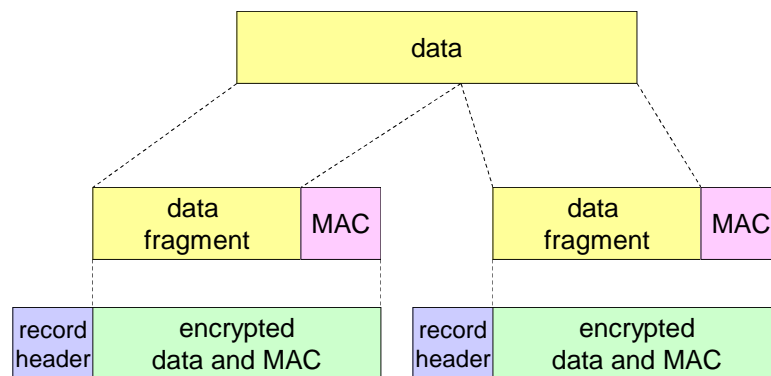 data
data
fragment
MAC
data
fragment
MAC
record
header
encrypted
data and MAC
record
header
encrypted
data and MAC